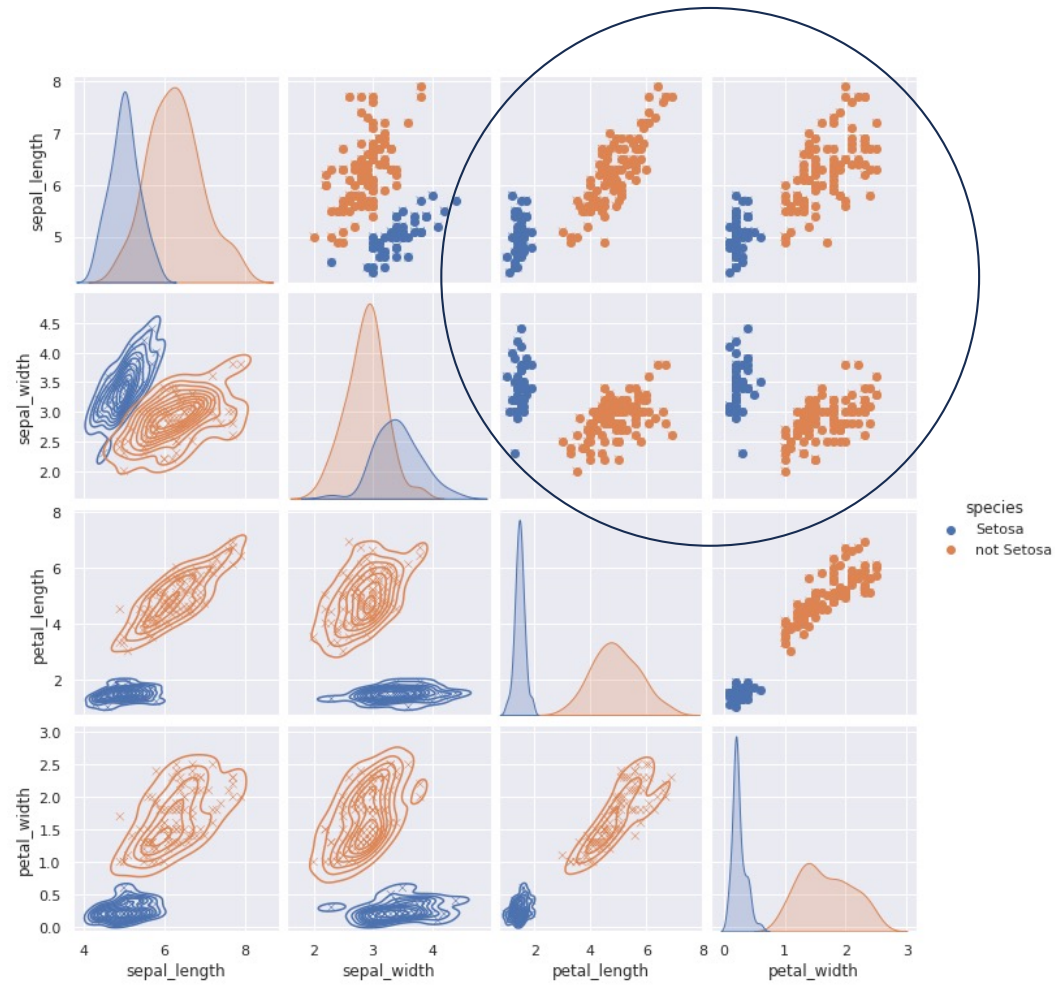 8
7
6
5
sepal_length
4.5
4.0
3.5
3.0
2.5
2.0
sepal_width
8
6
4
2
petal_length
species
Setosa
not Setosa
3.0
2.5
2.0
1.5
1.0
0.5
0.0
petal_width
4 6 8 2 3 4 2 4 6 8 0 1 2 3
sepal_length sepal_width petal_length petal_width